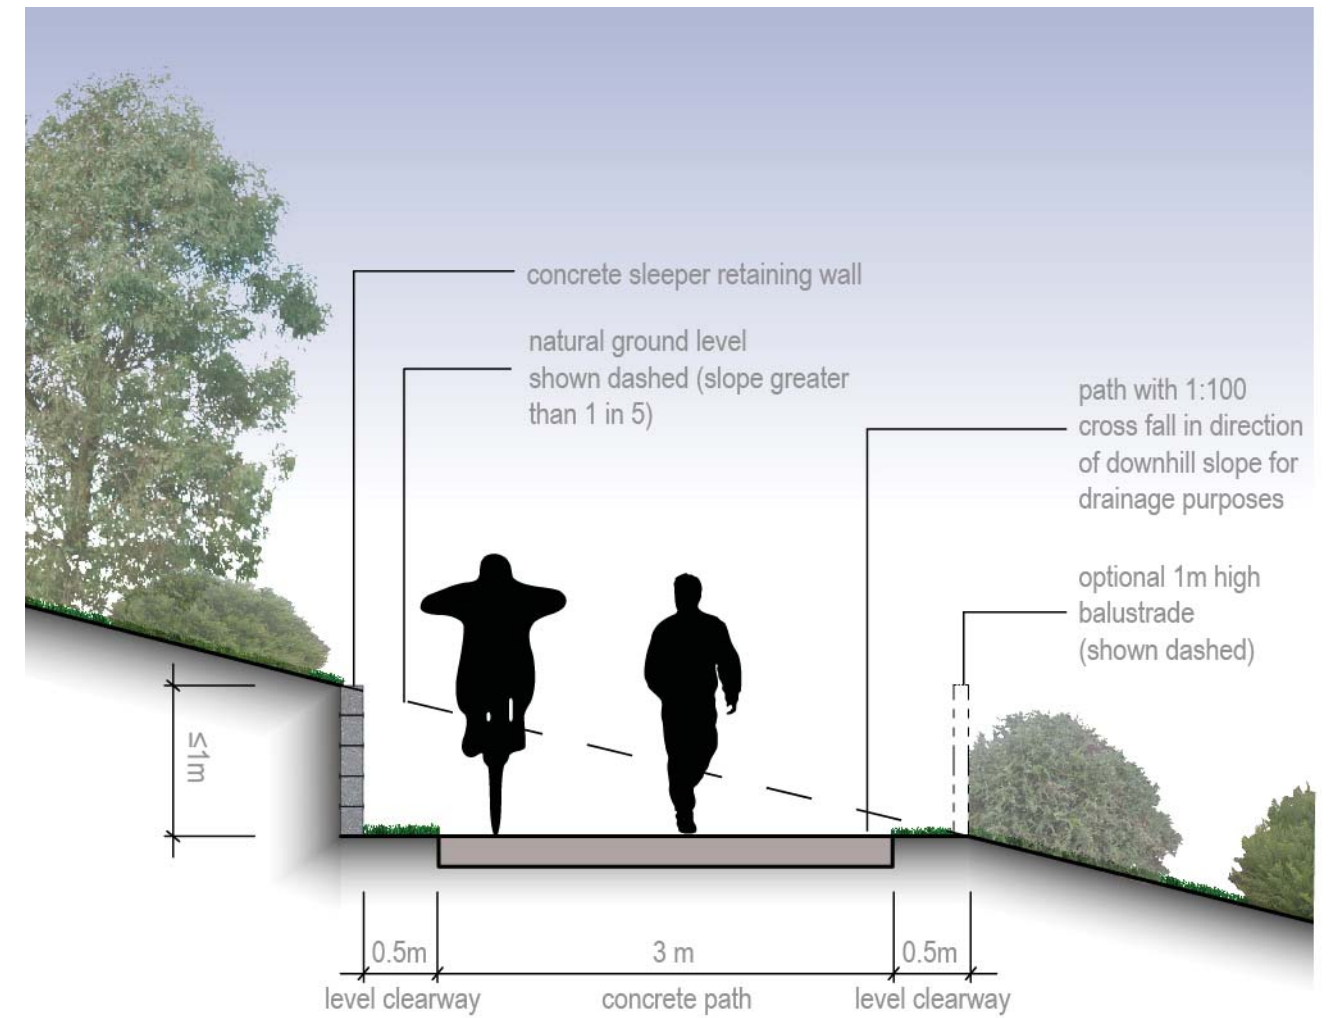 concrete sleeper retaining wall
natural ground level
shown dashed (slope greater
than 1 in 5)
path with 1:100
cross fall in direction
of downhill slope for
drainage purposes
optional 1m high
balustrade
(shown dashed)
≤1m
0.5m
3 m
0.5m
level clearway
concrete path
level clearway